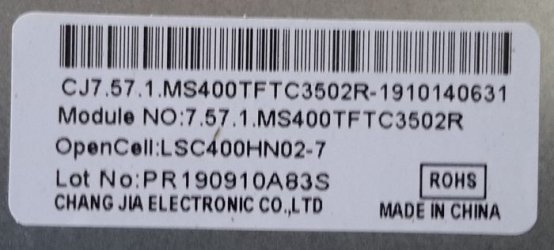 CJ7.57.1.MS400TFTC3502R-1910140631
Module NO:7.57.1.MS400TFTC3502R
OpenCell:LSC400HN02-7
Lot No:PR190910A83S
ROHS
CHANG JIA ELECTRONIC CO.,LTD
MADE IN CHINA